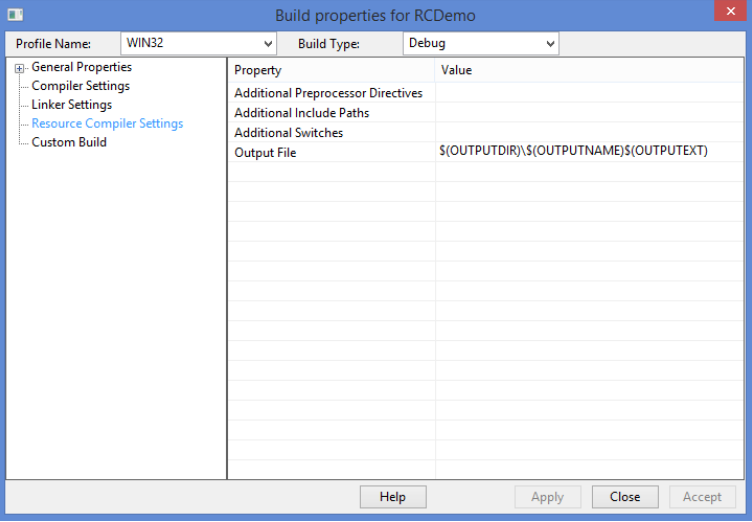 Build properties for RCDemo
Profile Name: WIN32 Build Type: Debug
General Properties
Compiler Settings
Linker Settings
Resource Compiler Settings
Custom Build
Property Value
Additional Preprocessor Directives
Additional Include Paths
Additional Switches
Output File $(OUTPUTDIR)\$(OUTPUTNAME)$(OUTPUTEXT)
Help Apply Close Accept